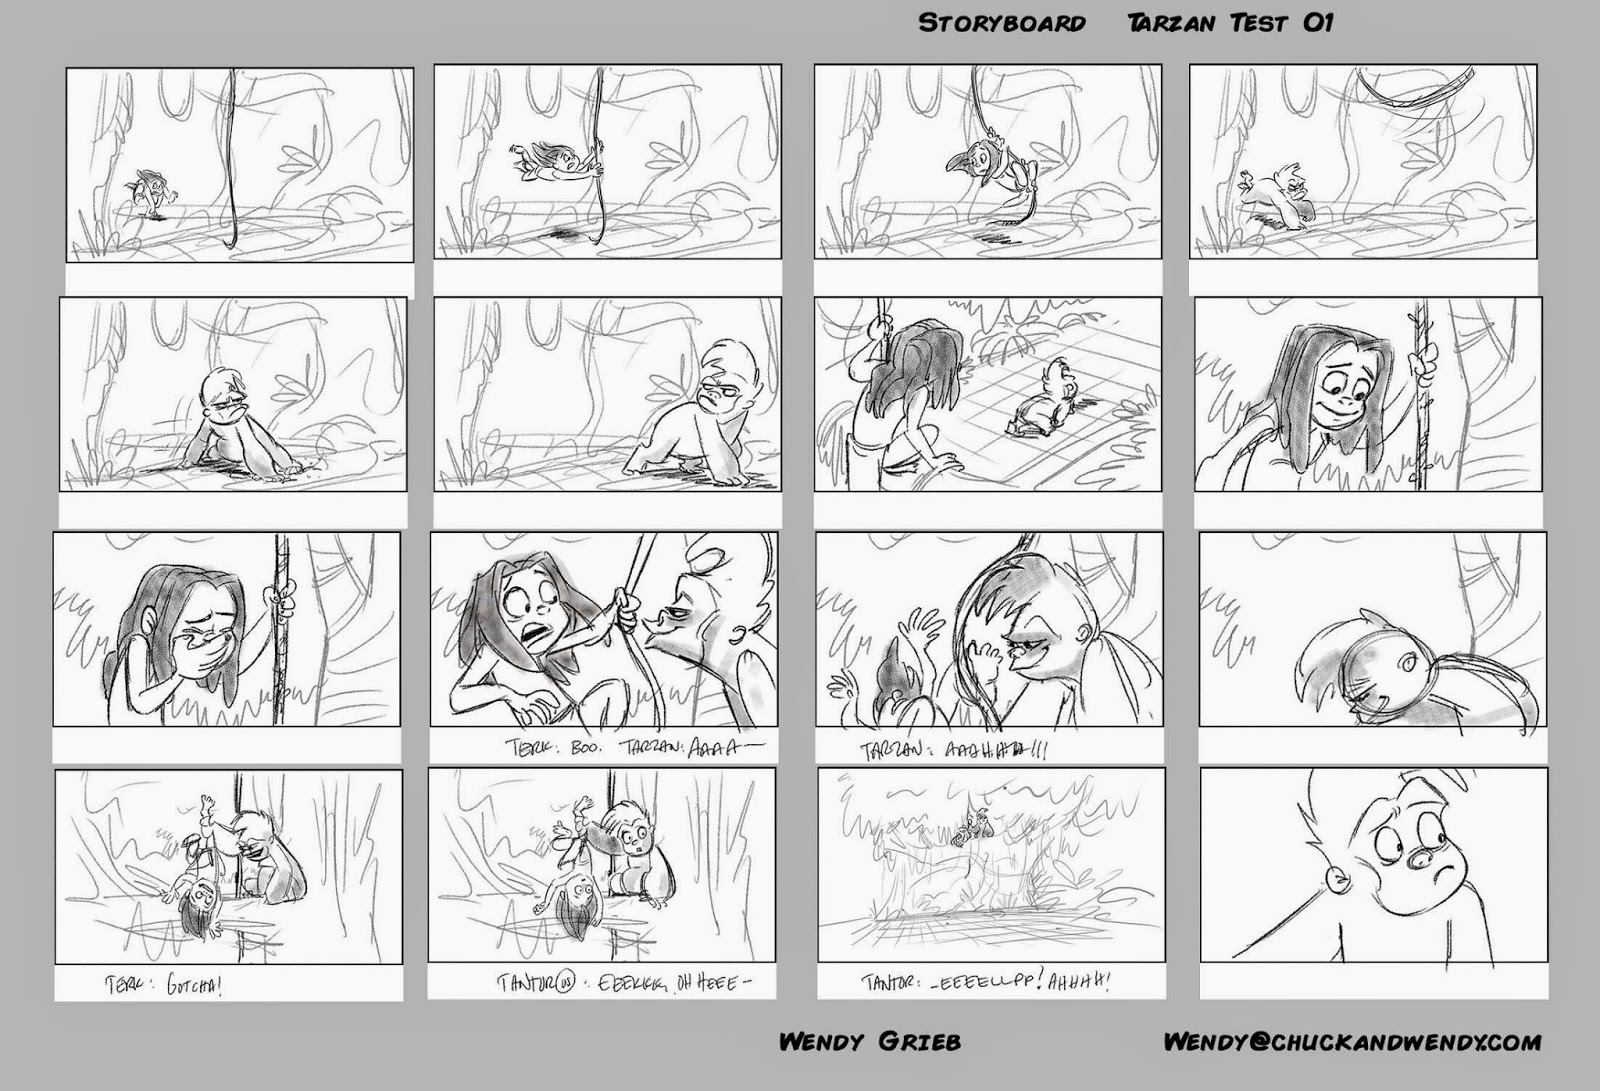 STORYBOARD TARZAN TEST 01
TERK: BOO. TARZAN: AAAA—
TARZAN: AAAHHAH!!!
TERK: GOTCHA!
TANTOR (OS): EEEKKK, OH HEEE—
TANTOR: —EEEELLPP! AHHHH!
WENDY GRIEB
WENDY@CHUCKANDWENDY.COM